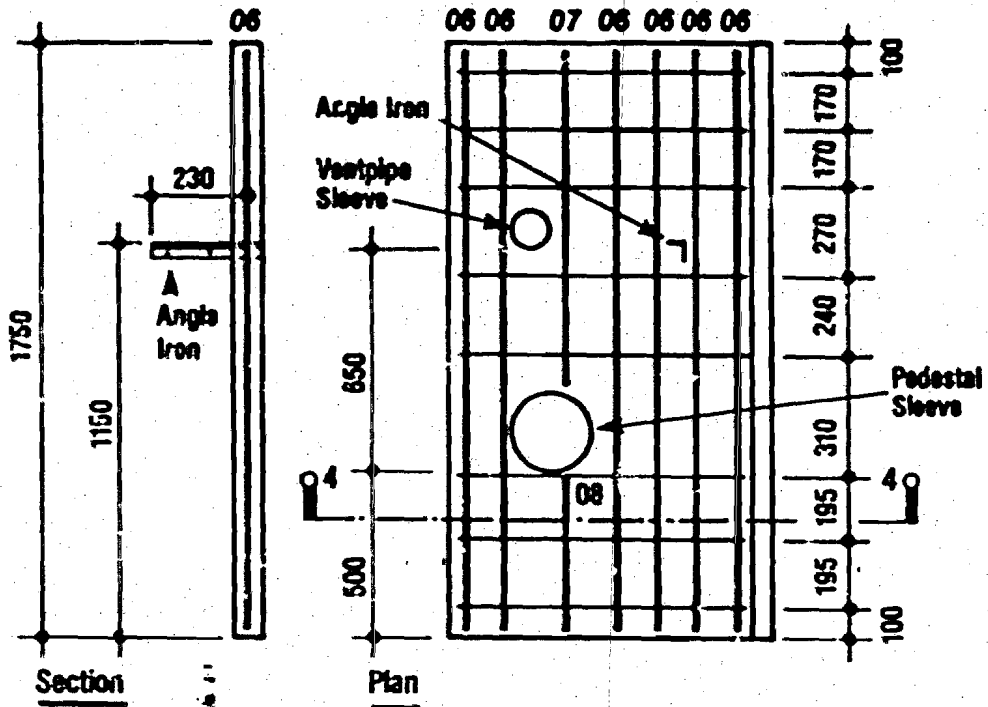 06
06 06 07 06 06 06 06
100
Angle Iron
170
Ventpipe
Sleeve
170
230
270
Angle
Iron
240
1750
650
Pedestal
Sleeve
1150
310
4
4
08
195
500
195
100
Section
Plan